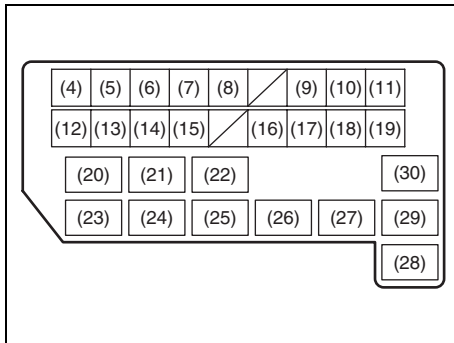 (4) (5) (6) (7) (8) (9) (10) (11)
(12) (13) (14) (15) (16) (17) (18) (19)
(20) (21) (22) (30)
(23) (24) (25) (26) (27) (29)
(28)